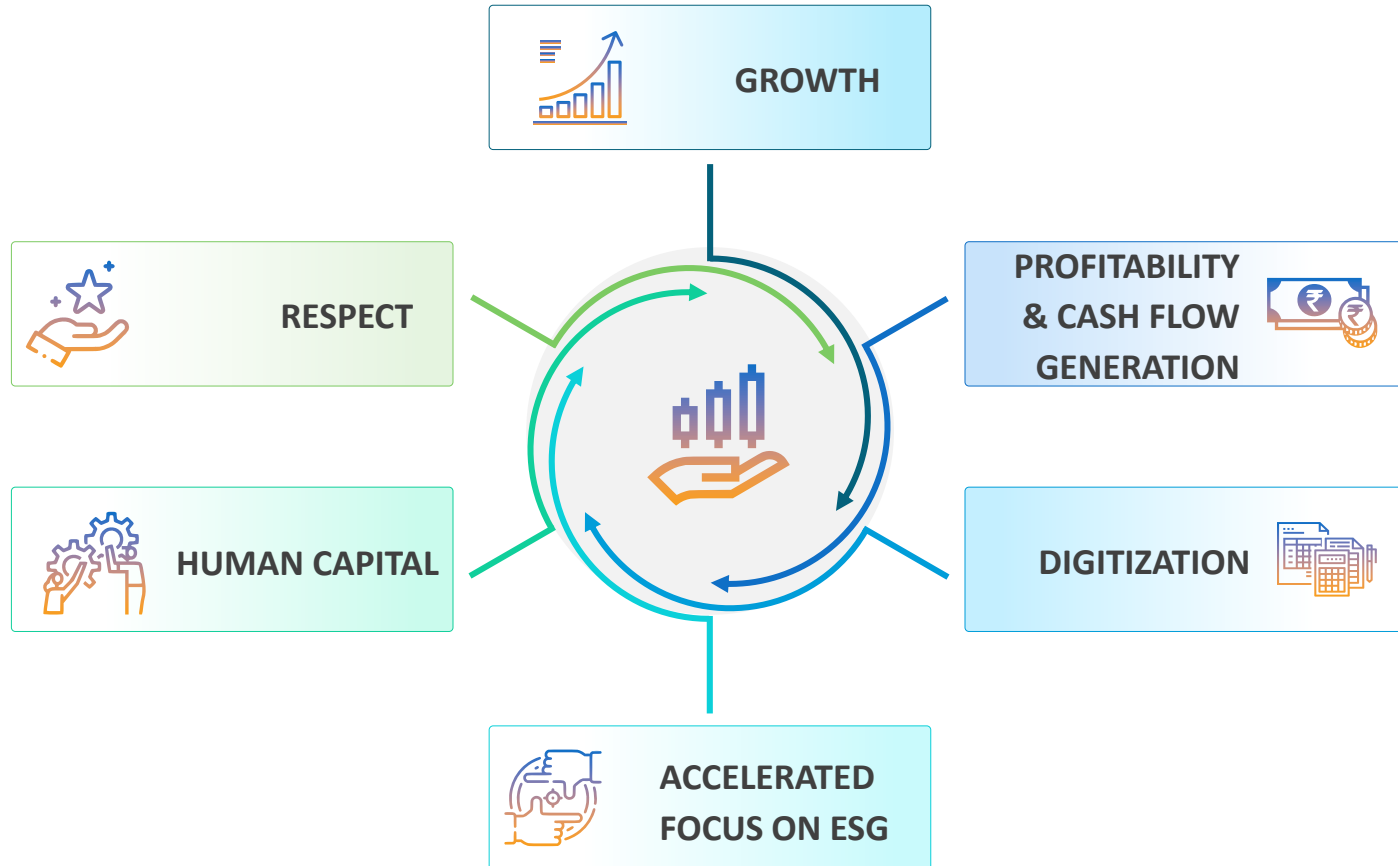 GROWTH
PROFITABILITY
& CASH FLOW
GENERATION
₹
₹
DIGITIZATION
ACCELERATED
FOCUS ON ESG
HUMAN CAPITAL
RESPECT